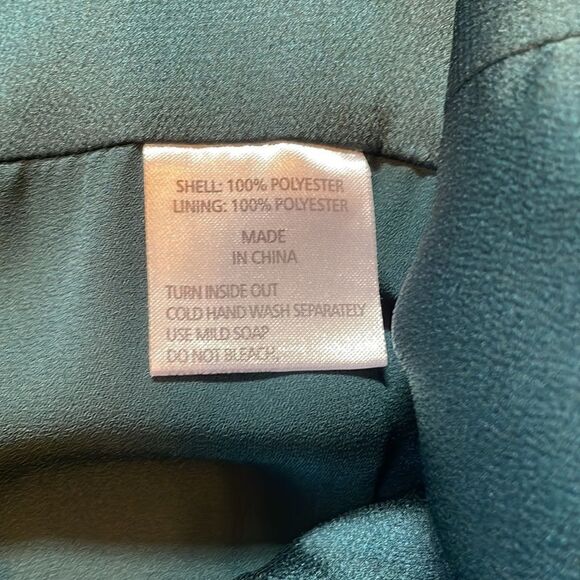 SHELL: 100% POLYESTER
LINING: 100% POLYESTER
MADE
IN CHINA
TURN INSIDE OUT
COLD HAND WASH SEPARATELY
USE MILD SOAP
DO NOT BLEACH,